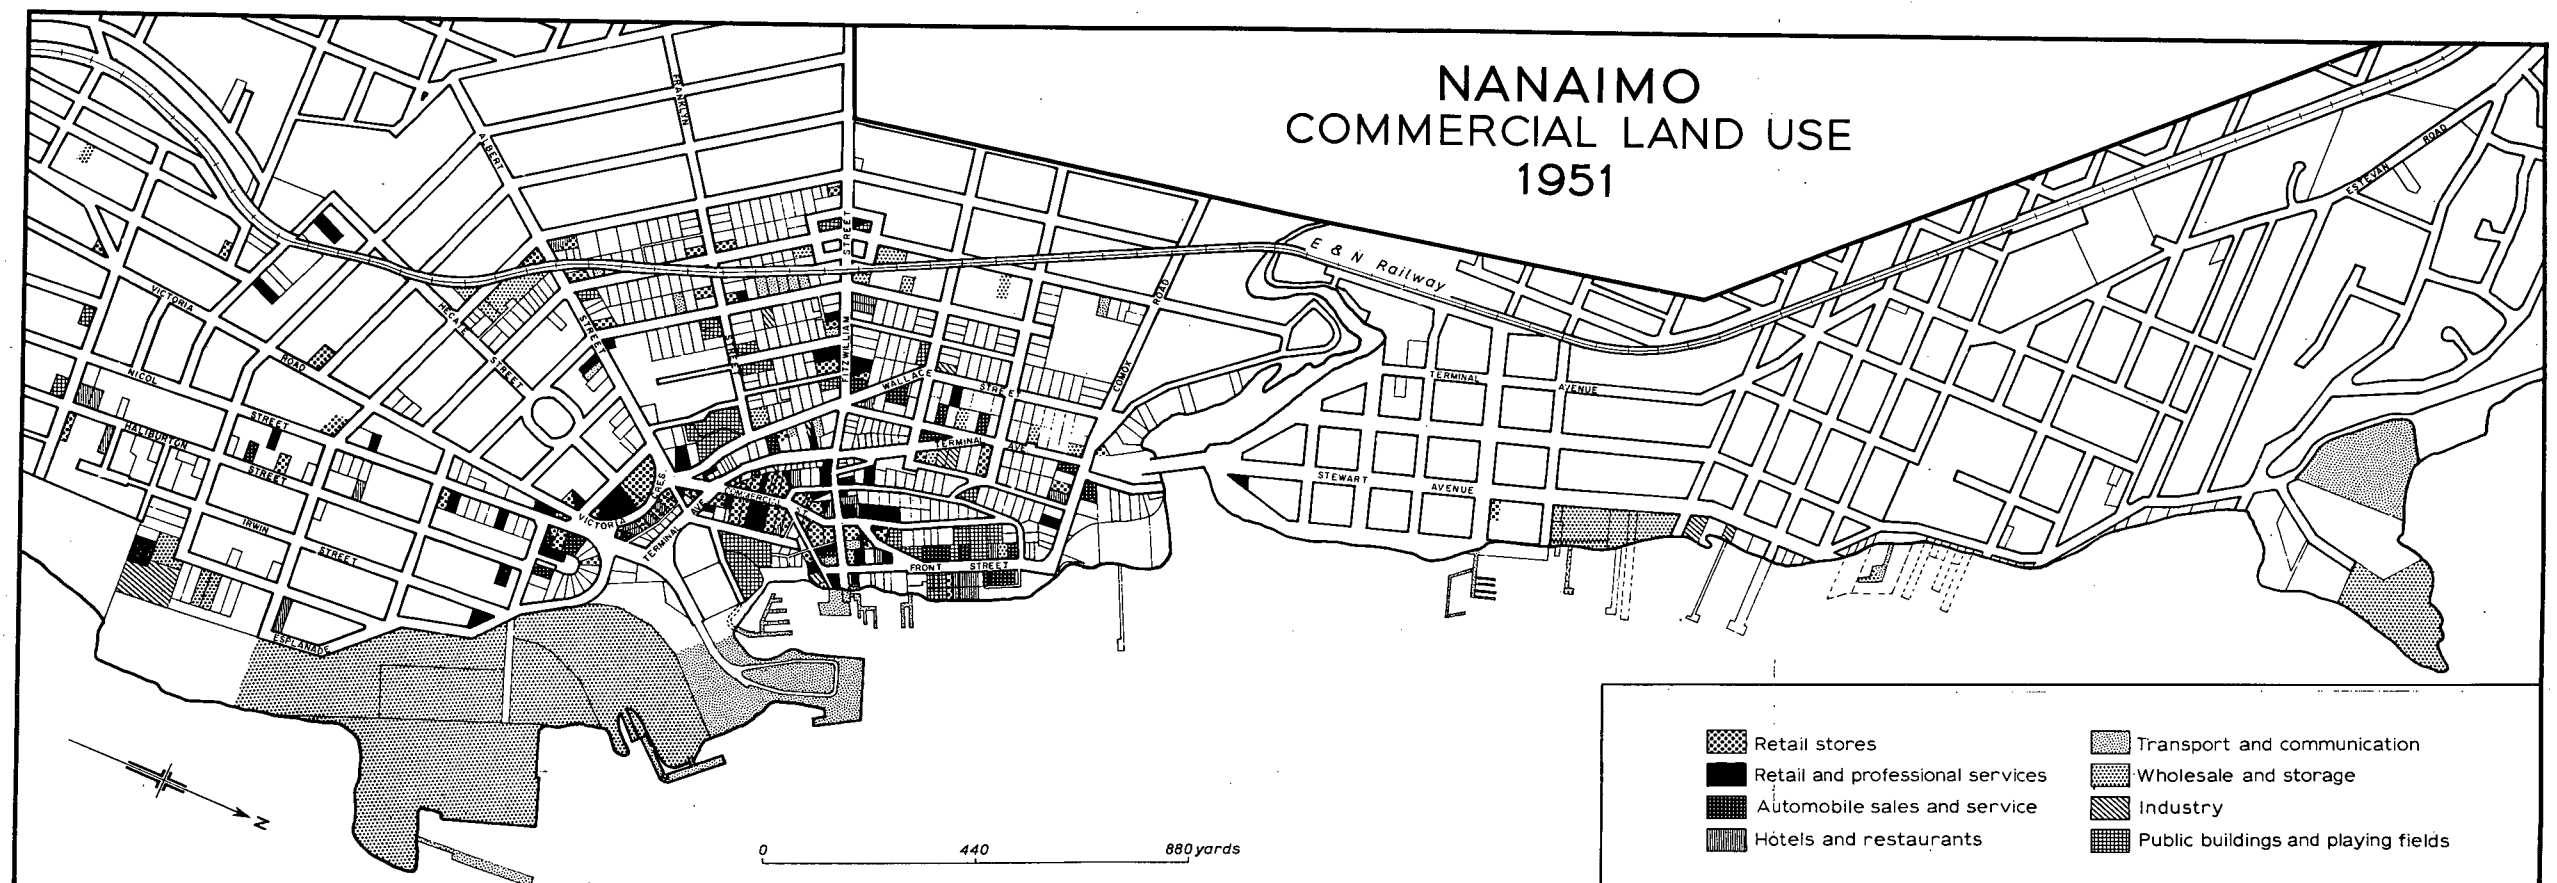 NANAIMO
COMMERCIAL LAND USE
1951
FRANKLYN
ALBERT
STREET
HECATE
STREET
VICTORIA
ROAD
NICOL
STREET
HALIBURTON
STREET
IRWIN
STREET
ESPLANADE
VICTORIA
CRES.
TERMINAL
AVE
COMMERCIAL
STREET
FITZWILLIAM
STREET
WALLACE
STREET
TERMINAL
AVE
FRONT STREET
COMOX
ROAD
E & N Railway
TERMINAL AVENUE
STEWART AVENUE
ESTEVAN ROAD
N
0 440 880 yards
Retail stores
Retail and professional services
Automobile sales and service
Hotels and restaurants
Transport and communication
Wholesale and storage
Industry
Public buildings and playing fields